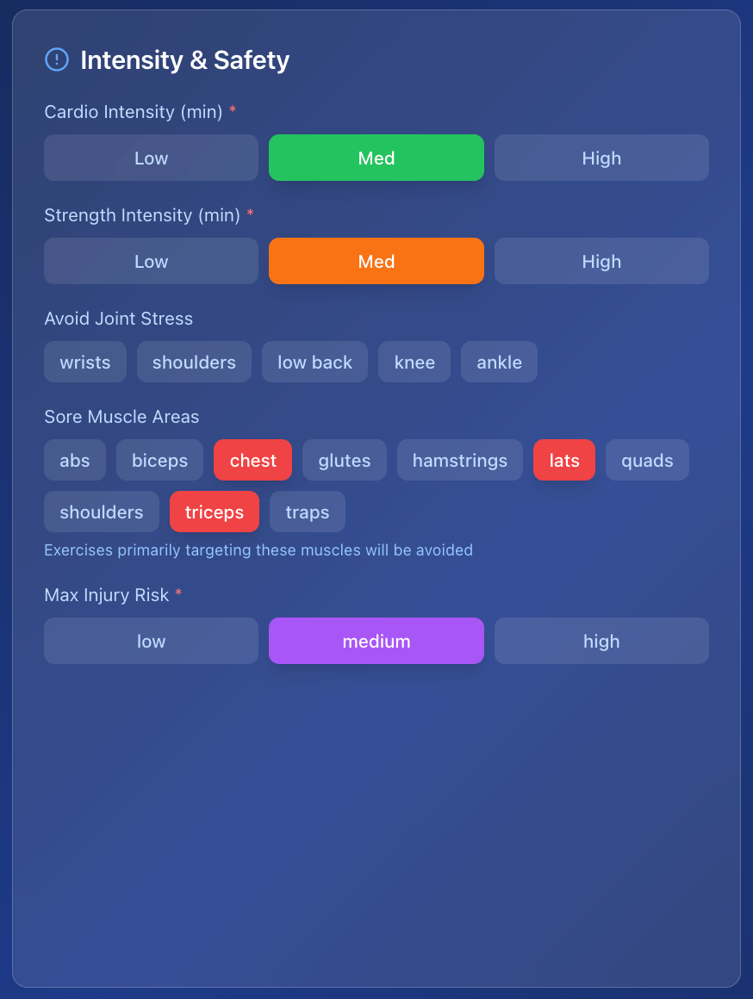 Intensity & Safety
Cardio Intensity (min) *
Low Med High
Strength Intensity (min) *
Low Med High
Avoid Joint Stress
wrists shoulders low back knee ankle
Sore Muscle Areas
abs biceps chest glutes hamstrings lats quads
shoulders triceps traps
Exercises primarily targeting these muscles will be avoided
Max Injury Risk *
low medium high